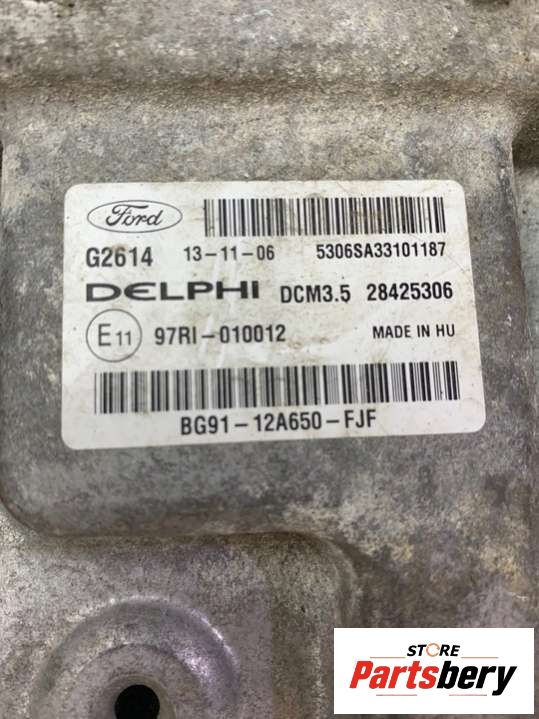 Ford
G2614 13-11-06 5306SA33101187
DELPHI DCM3.5 28425306
E11 97RI-010012 MADE IN HU
BG91-12A650-FJF
STORE
Partsbery